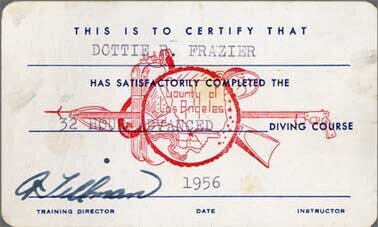 THIS IS TO CERTIFY THAT
DOTTIE R. FRAZIER
HAS SATISFACTORILY COMPLETED THE
County of
Los Angeles
32 HOUR ADVANCED DIVING COURSE
A Tillman 1956
TRAINING DIRECTOR DATE INSTRUCTOR